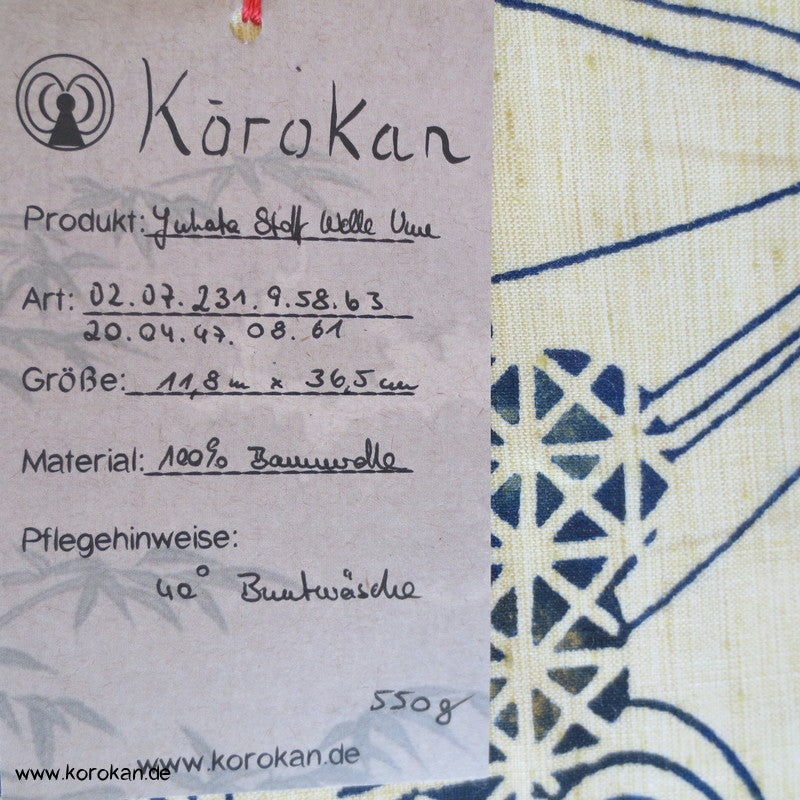 Kōrokan
Produkt: Yukata Stoff Welle Ume
Art: 02.07.231.9.58.63
20.04.47.08.61
Größe: 11,8m x 36,5cm
Material: 100% Baumwolle
Pflegehinweise:
40° Buntwäsche
550g
www.korokan.de
www.korokan.de